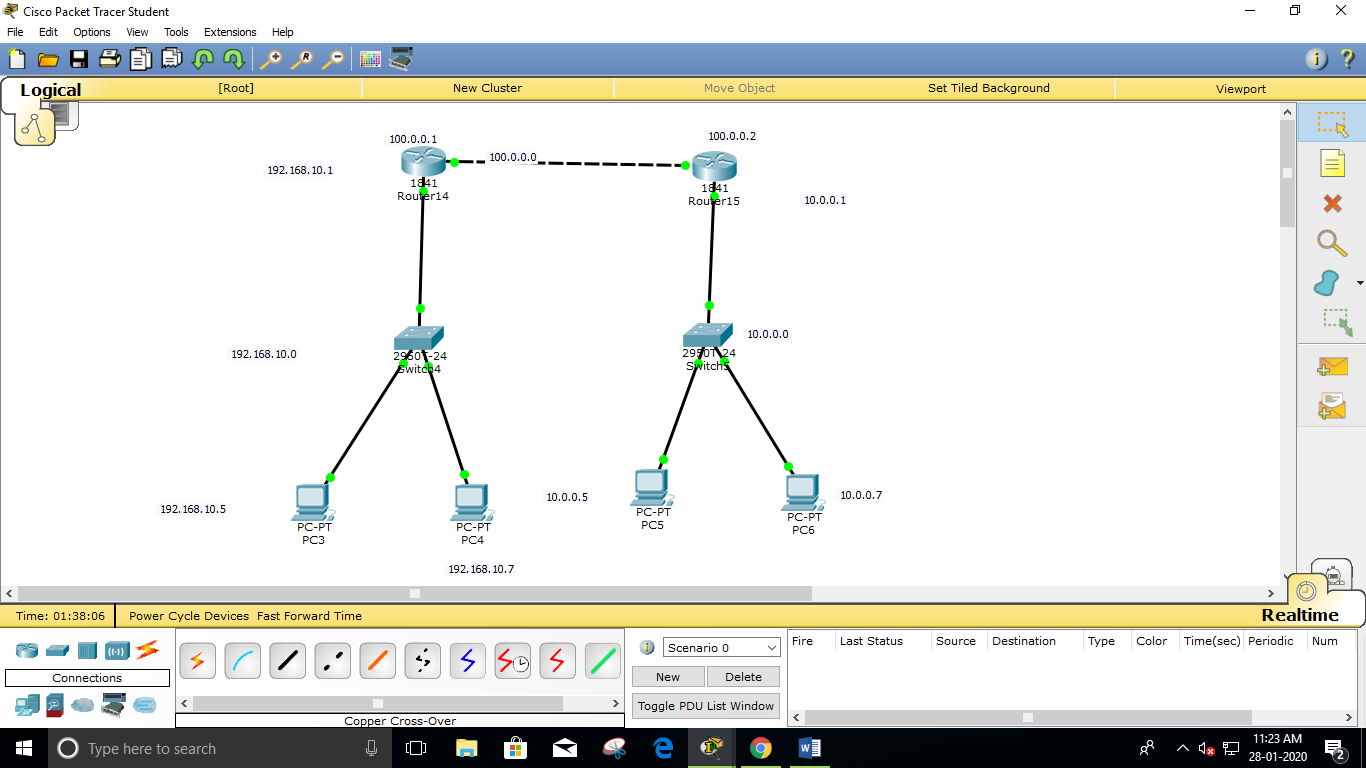 Cisco Packet Tracer Student
File Edit Options View Tools Extensions Help
Logical [Root] New Cluster Move Object Set Tiled Background Viewport
100.0.0.1
100.0.0.2
100.0.0.0
192.168.10.1
1841
Router14
1841
Router15
10.0.0.1
10.0.0.0
192.168.10.0
2950T-24
Switch4
2950T-24
Switch5
192.168.10.5
10.0.0.5
10.0.0.7
PC-PT
PC3
PC-PT
PC4
PC-PT
PC5
PC-PT
PC6
192.168.10.7
Time: 01:38:06 Power Cycle Devices Fast Forward Time Realtime
Connections
Copper Cross-Over
Scenario 0
New Delete
Toggle PDU List Window
Fire Last Status Source Destination Type Color Time(sec) Periodic Num
Type here to search
11:23 AM
28-01-2020
2